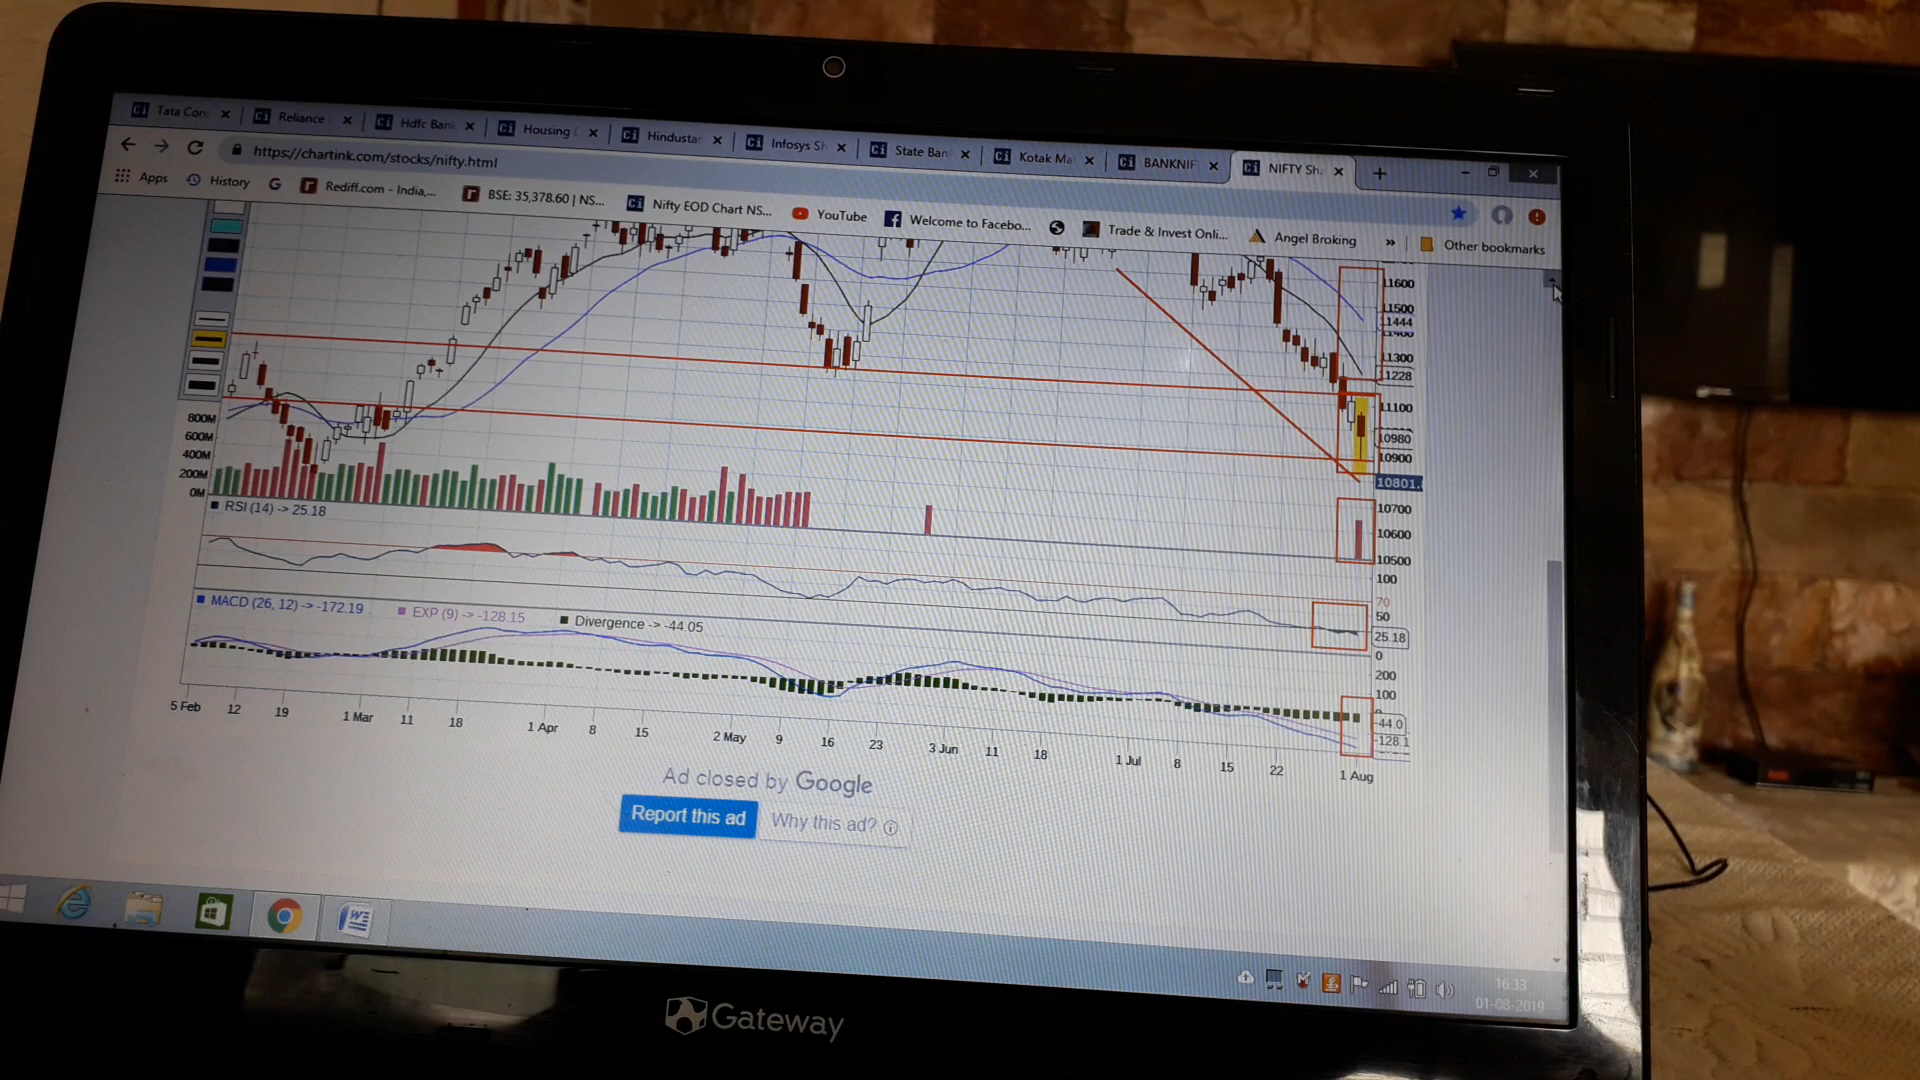 Tata Con
Reliance
Hdfc Bank
Housing
Hindustan
Infosys Sh
State Ban
Kotak Ma
BANKNIF
NIFTY Sh
https://chartink.com/stocks/nifty.html
Apps
History
Rediff.com - India,...
BSE: 35,378.60 | NS...
Nifty EOD Chart NS...
YouTube
Welcome to Facebo...
Trade & Invest Onli...
Angel Broking
»
Other bookmarks
11600
11500
11444
11300
11228
11100
10980
10900
10801.
10700
10600
10500
800M
600M
400M
200M
0M
RSI (14) -> 25.18
100
70
50
25.18
0
MACD (26, 12) -> -172.19
EXP (9) -> -128.15
Divergence -> -44.05
200
100
-44.0
-128.1
5 Feb 12 19 1 Mar 11 18 1 Apr 8 15 2 May 9 16 23 3 Jun 11 18 1 Jul 8 15 22 1 Aug
Ad closed by Google
Report this ad
Why this ad?
16:33
01-08-2019
Gateway